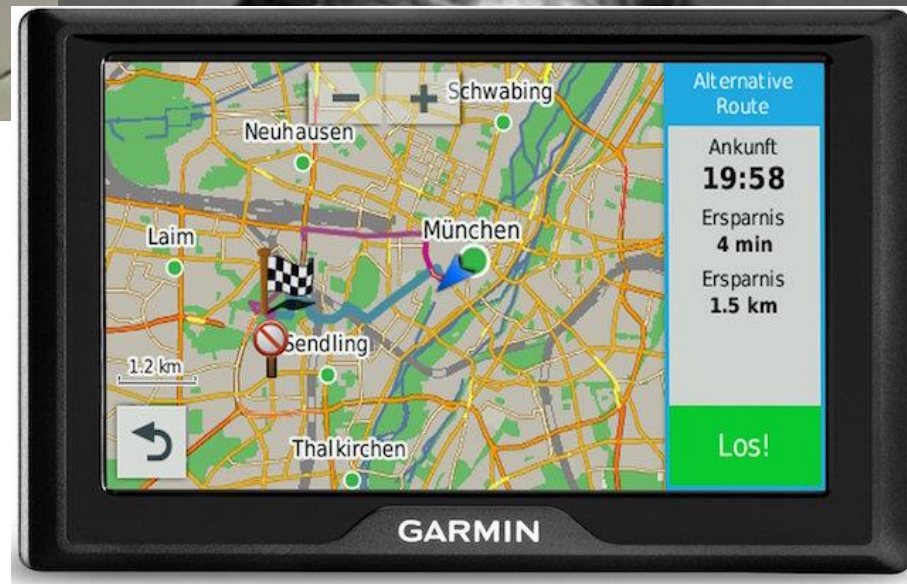 Schwabing
Neuhausen
München
Laim
Sendling
1.2 km
Thalkirchen
Alternative
Route
Ankunft
19:58
Ersparnis
4 min
Ersparnis
1.5 km
Los!
GARMIN